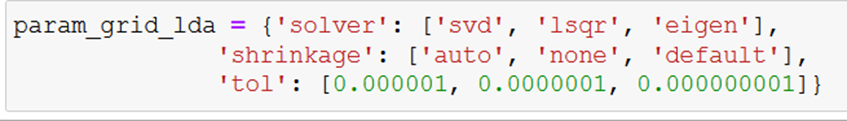 param_grid_lda = {'solver': ['svd', 'lsqr', 'eigen'],
'shrinkage': ['auto', 'none', 'default'],
'tol': [0.000001, 0.0000001, 0.000000001]}